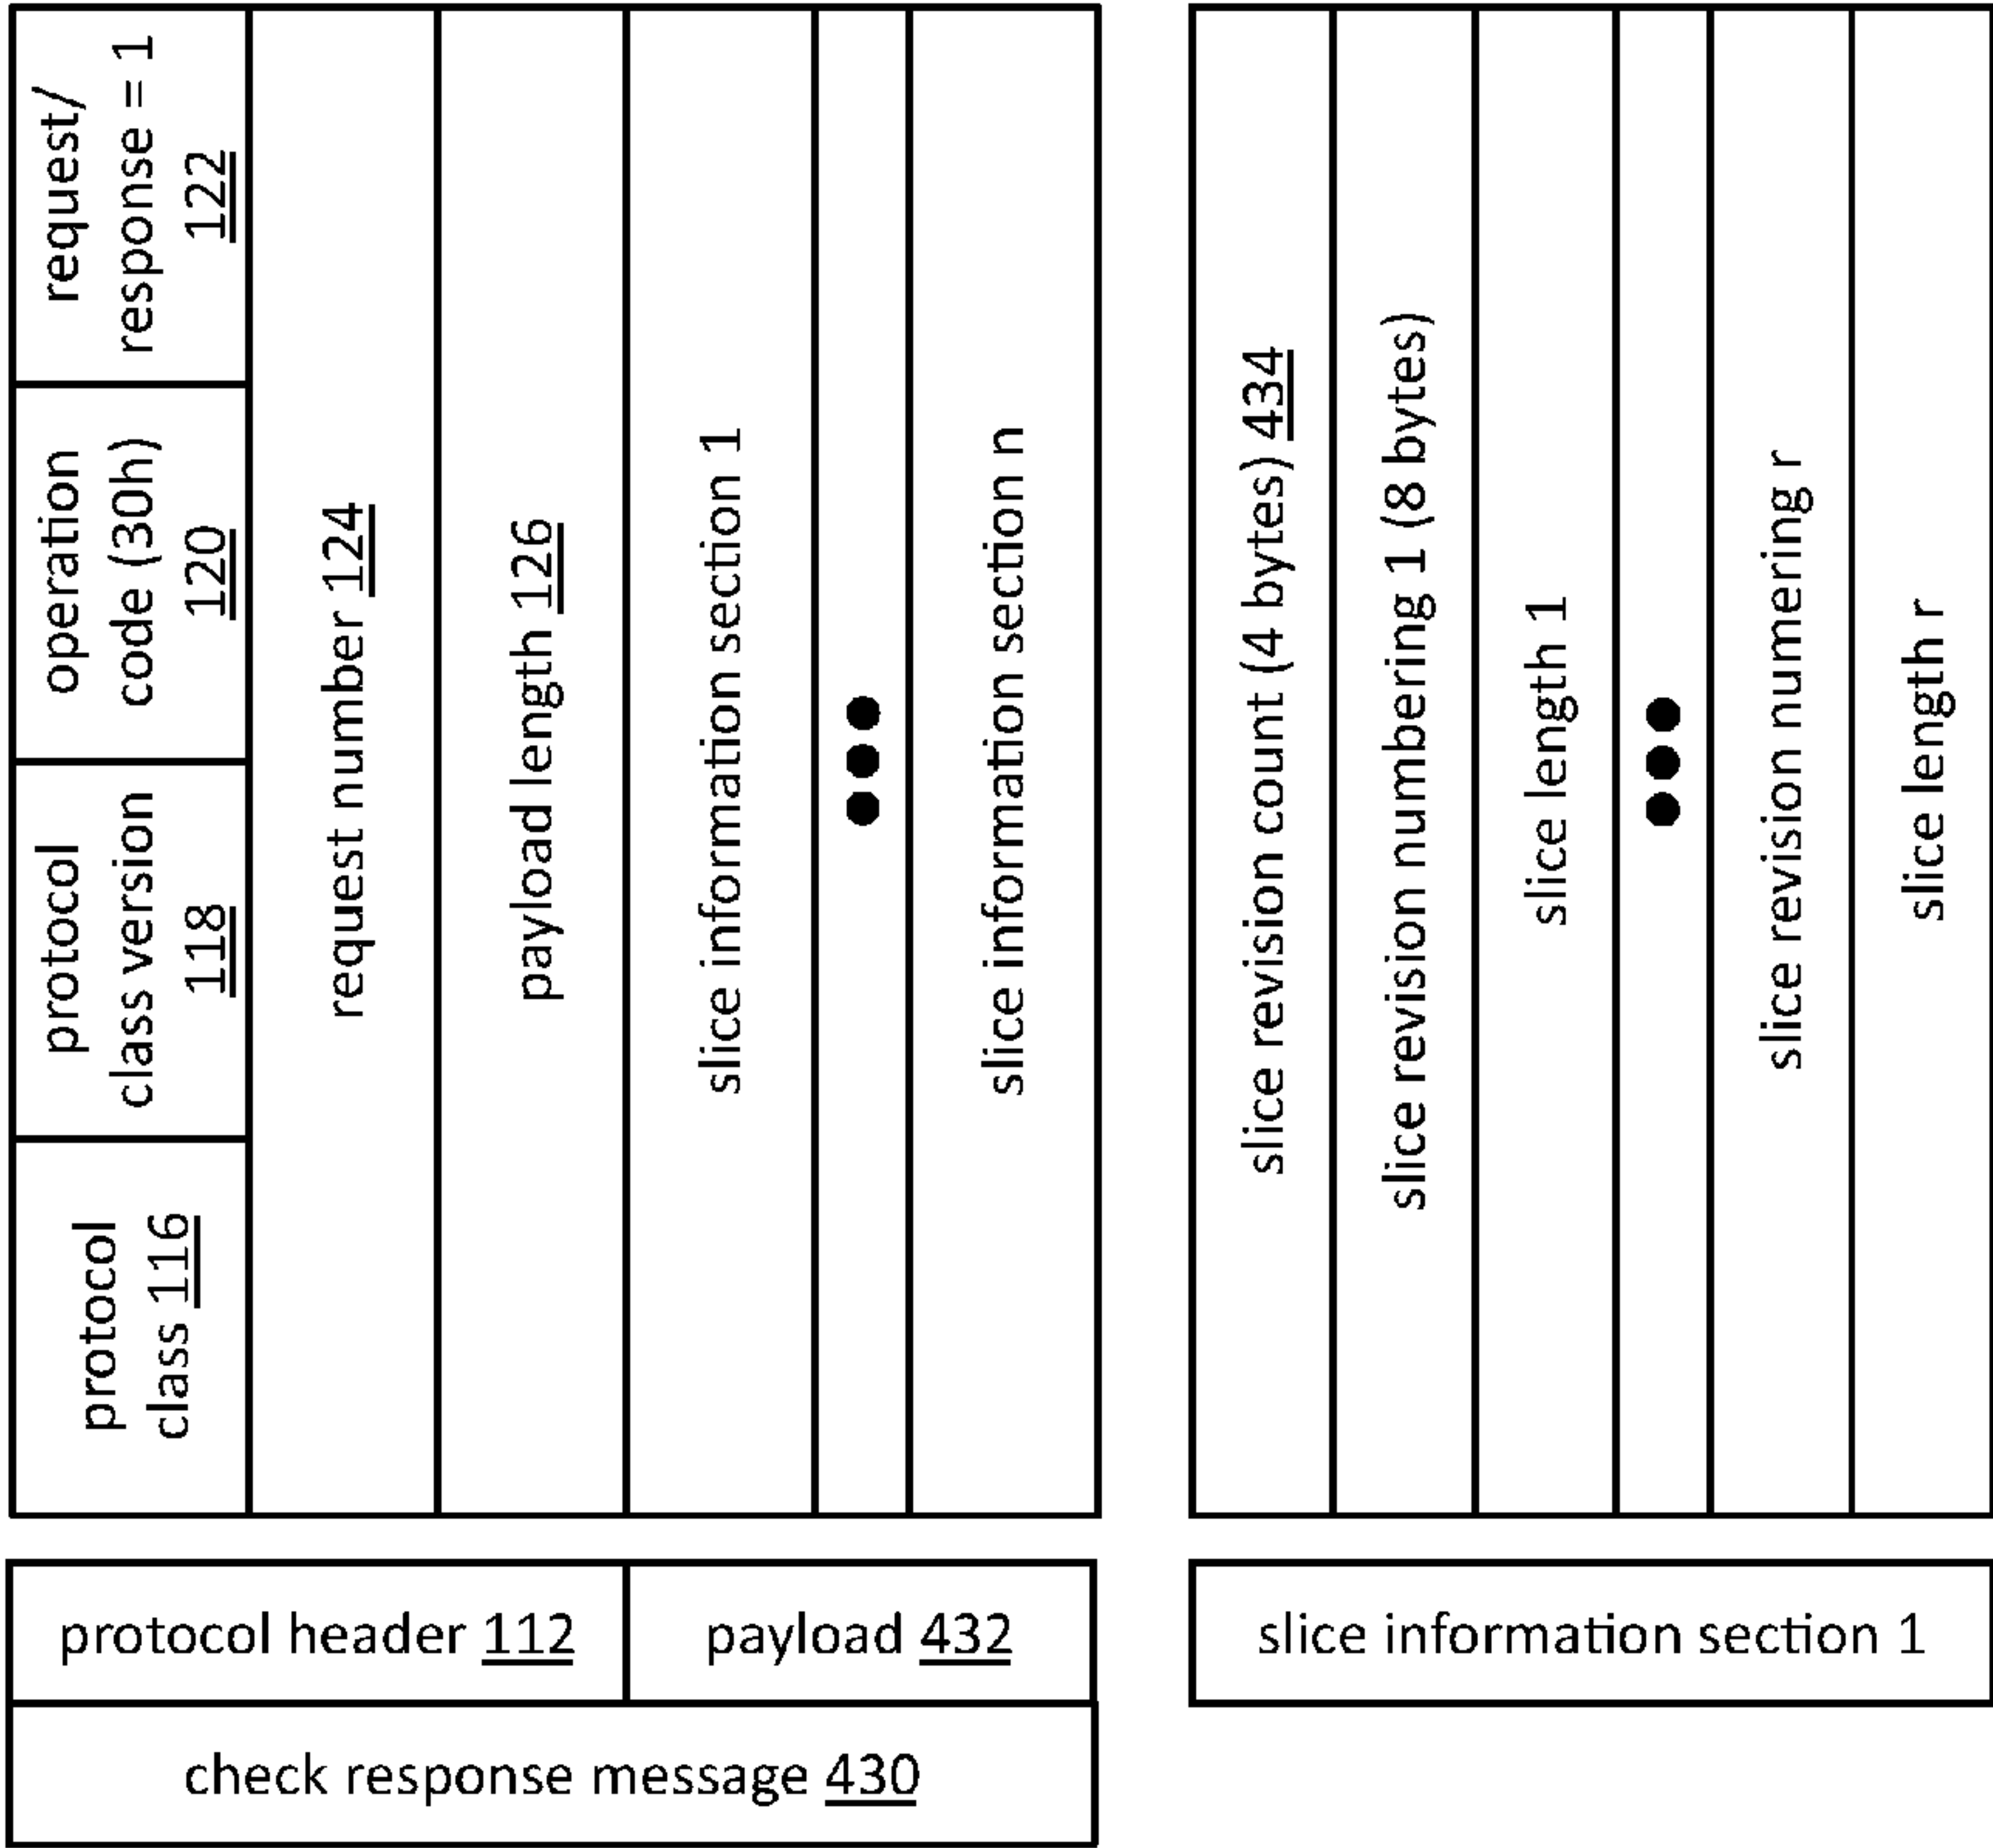 protocol
class 116
protocol
class version
118
operation
code (30h)
120
request/
response = 1
122
request number 124
payload length 126
slice information section 1
slice information section n
protocol header 112
payload 432
check response message 430
slice revision count (4 bytes) 434
slice revision numbering 1 (8 bytes)
slice length 1
slice revision numering r
slice length r
slice information section 1